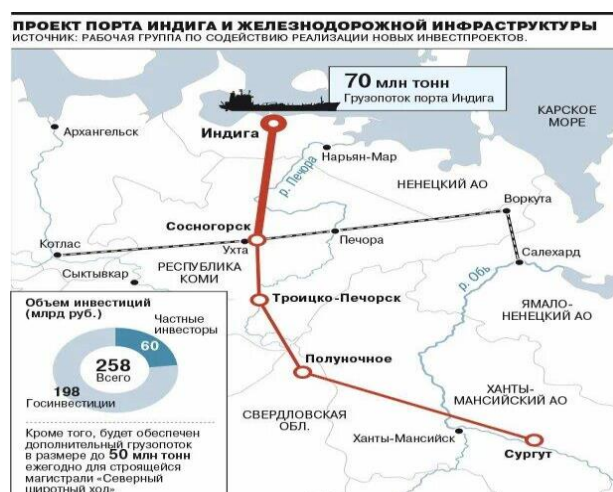 ПРОЕКТ ПОРТА ИНДИГА И ЖЕЛЕЗНОДОРОЖНОЙ ИНФРАСТРУКТУРЫ
ИСТОЧНИК: РАБОЧАЯ ГРУППА ПО СОДЕЙСТВИЮ РЕАЛИЗАЦИИ НОВЫХ ИНВЕСТПРОЕКТОВ.
70 млн тонн
Грузопоток порта Индига
КАРСКОЕ
МОРЕ
Архангельск
Индига
Нарьян-Мар
р. Печора
НЕНЕЦКИЙ АО
Воркута
Сосногорск
Котлас
Ухта
Печора
Салехард
Сыктывкар
РЕСПУБЛИКА
КОМИ
р. Обь
Троицко-Печорск
ЯМАЛО-
НЕНЕЦКИЙ АО
Полуночное
ХАНТЫ-
МАНСИЙСКИЙ АО
СВЕРДЛОВСКАЯ
ОБЛ.
Ханты-Мансийск
Сургут
Объем инвестиций
(млрд руб.)
Частные
инвесторы
60
258
Всего
198
Госинвестиции
Кроме того, будет обеспечен
дополнительный грузопоток
в размере до 50 млн тонн
ежегодно для строящейся
магистрали «Северный
широтный ход»